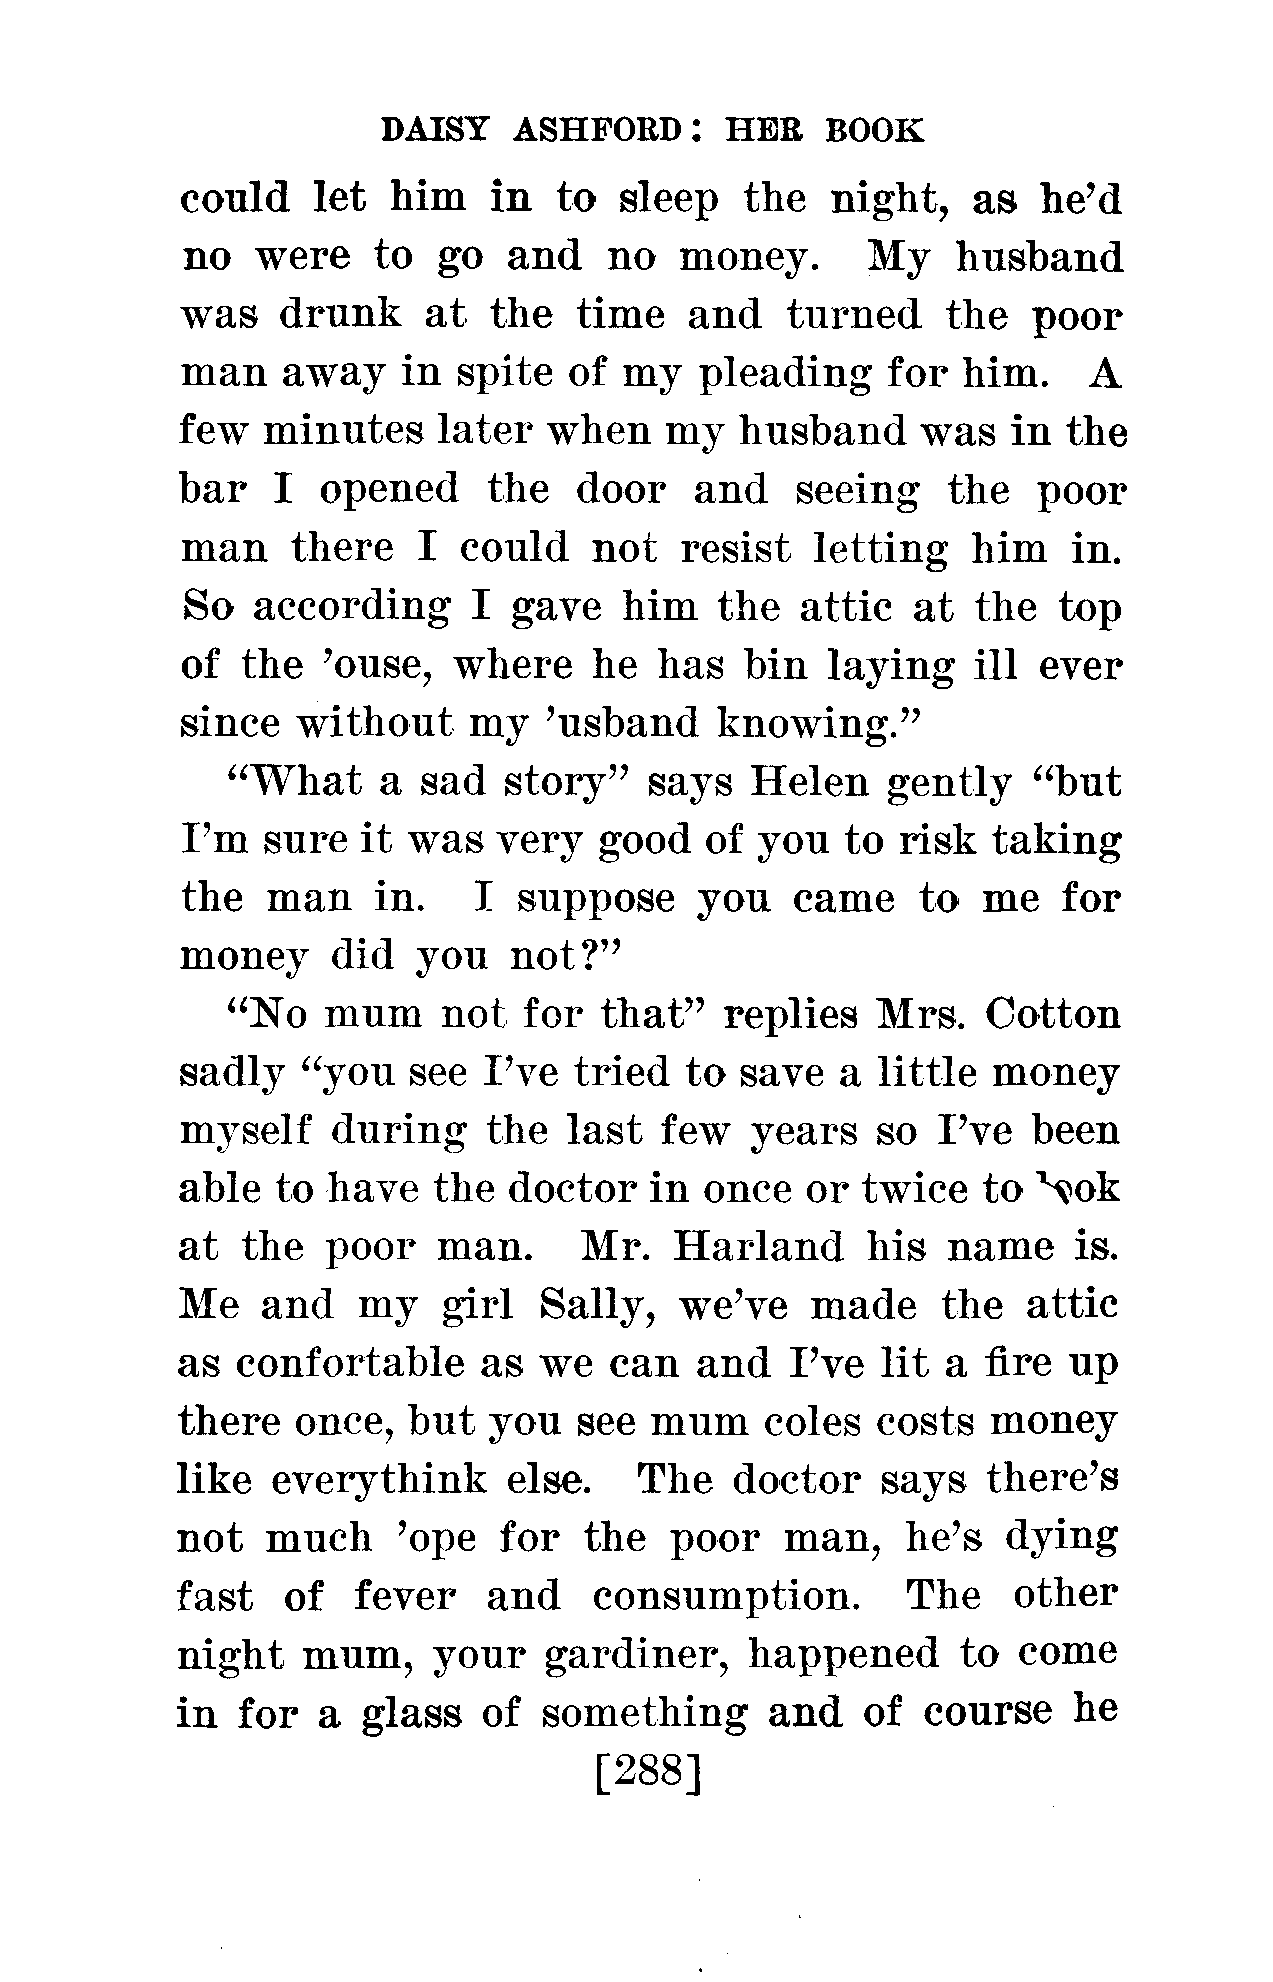 DAISY ASHFORD: HER BOOK
could let him in to sleep the night, as he'd
no were to go and no money. My husband
was drunk at the time and turned the poor
man away in spite of my pleading for him. A
few minutes later when my husband was in the
bar I opened the door and seeing the poor
man there I could not resist letting him in.
So according I gave him the attic at the top
of the 'ouse, where he has bin laying ill ever
since without my 'usband knowing."
"What a sad story" says Helen gently "but
I'm sure it was very good of you to risk taking
the man in. I suppose you came to me for
money did you not?"
"No mum not for that" replies Mrs. Cotton
sadly "you see I've tried to save a little money
myself during the last few years so I've been
able to have the doctor in once or twice to look
at the poor man. Mr. Harland his name is.
Me and my girl Sally, we've made the attic
as confortable as we can and I've lit a fire up
there once, but you see mum coles costs money
like everythink else. The doctor says there's
not much 'ope for the poor man, he's dying
fast of fever and consumption. The other
night mum, your gardiner, happened to come
in for a glass of something and of course he
[288]